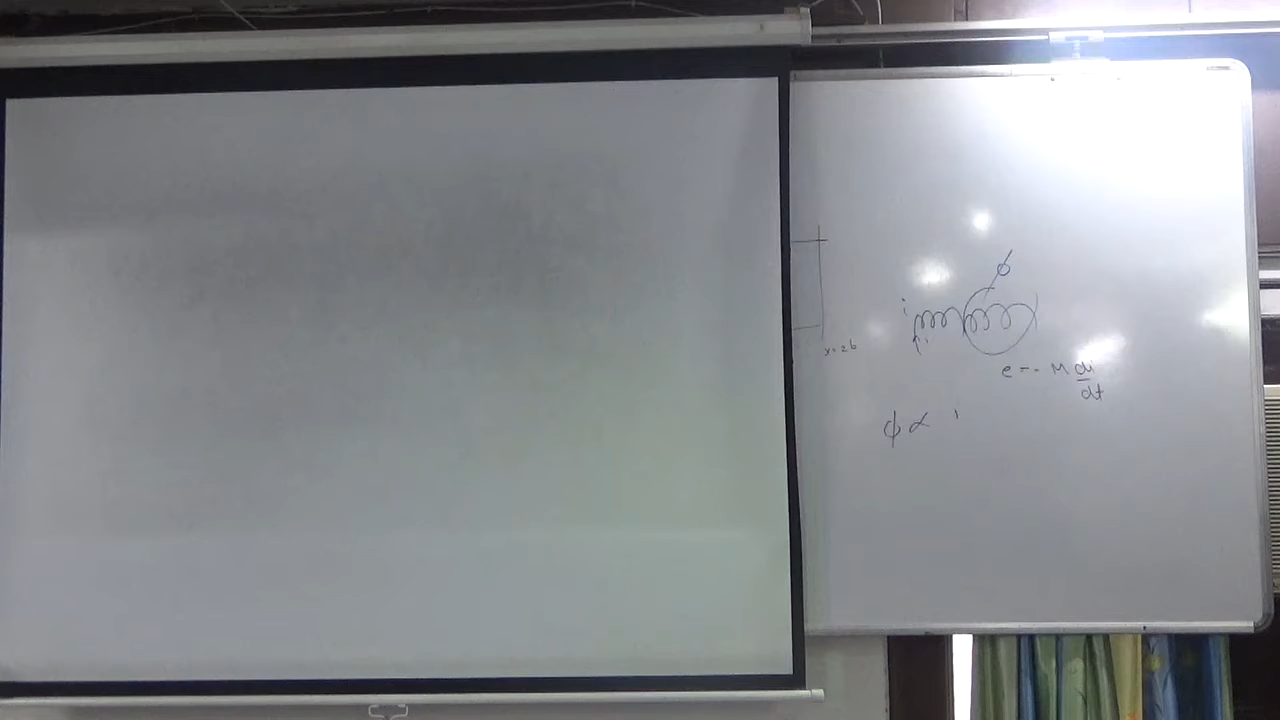 ϕ
i
i
x=2b
e = - M di/dt
ϕ ∝ i